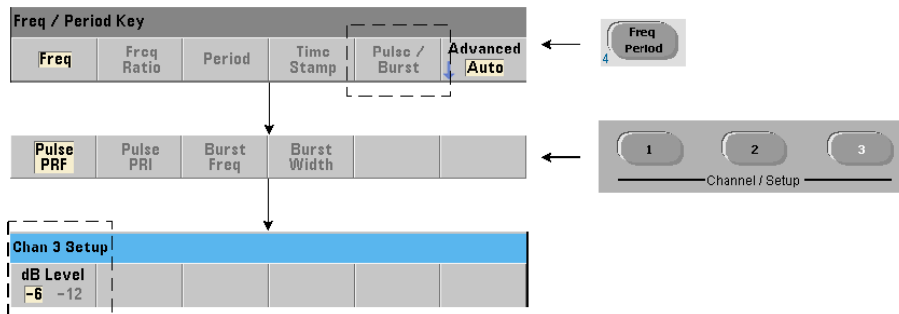 Freq / Period Key
Freq
Freq Ratio
Period
Time Stamp
Pulse / Burst
Advanced Auto
Freq Period
4
Pulse PRF
Pulse PRI
Burst Freq
Burst Width
1
2
3
Channel / Setup
Chan 3 Setup
dB Level
-6 -12